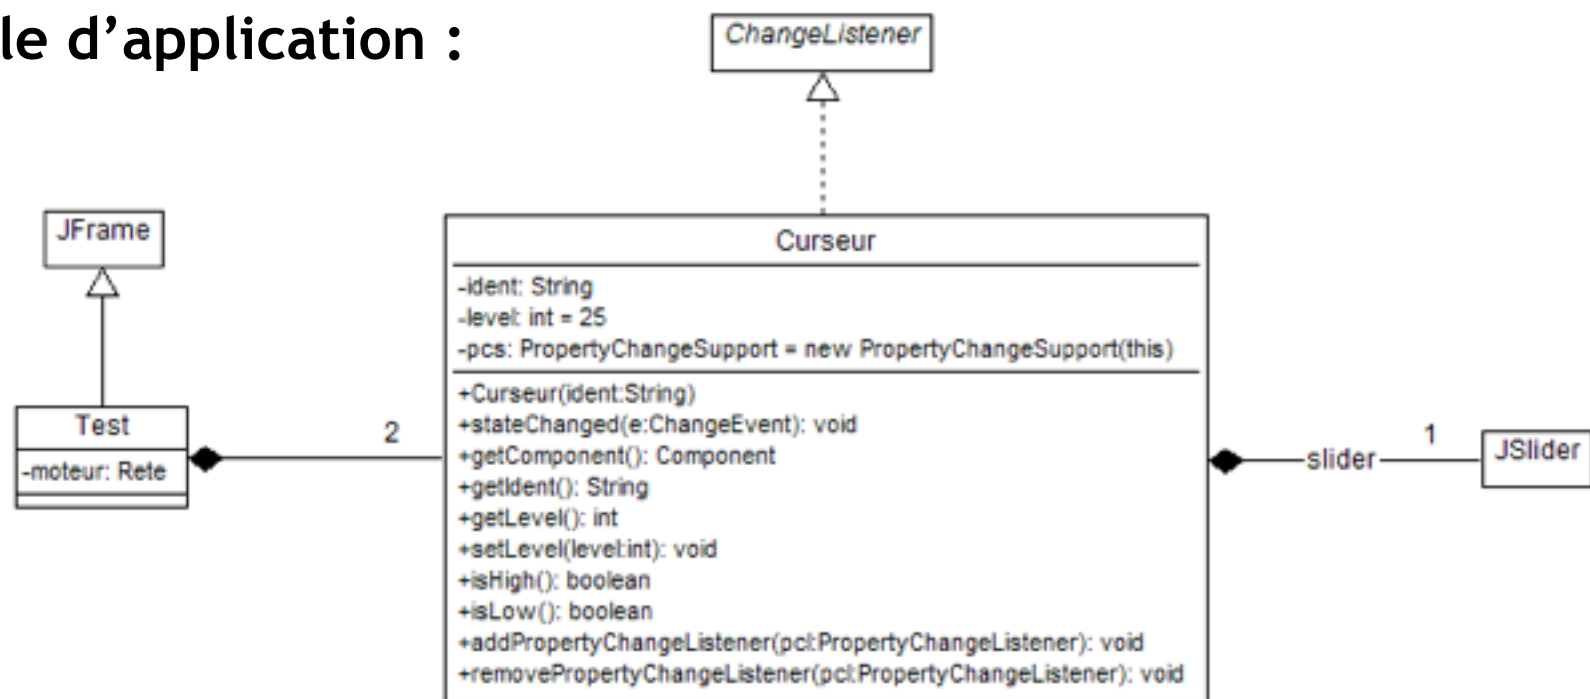 le d’application :
ChangeListener
JFrame
Test
-moteur: Rete
2
Curseur
-ident: String
-level: int = 25
-pcs: PropertyChangeSupport = new PropertyChangeSupport(this)
+Curseur(ident:String)
+stateChanged(e:ChangeEvent): void
+getComponent(): Component
+getIdent(): String
+getLevel(): int
+setLevel(level:int): void
+isHigh(): boolean
+isLow(): boolean
+addPropertyChangeListener(pcl:PropertyChangeListener): void
+removePropertyChangeListener(pcl:PropertyChangeListener): void
slider
1
JSlider